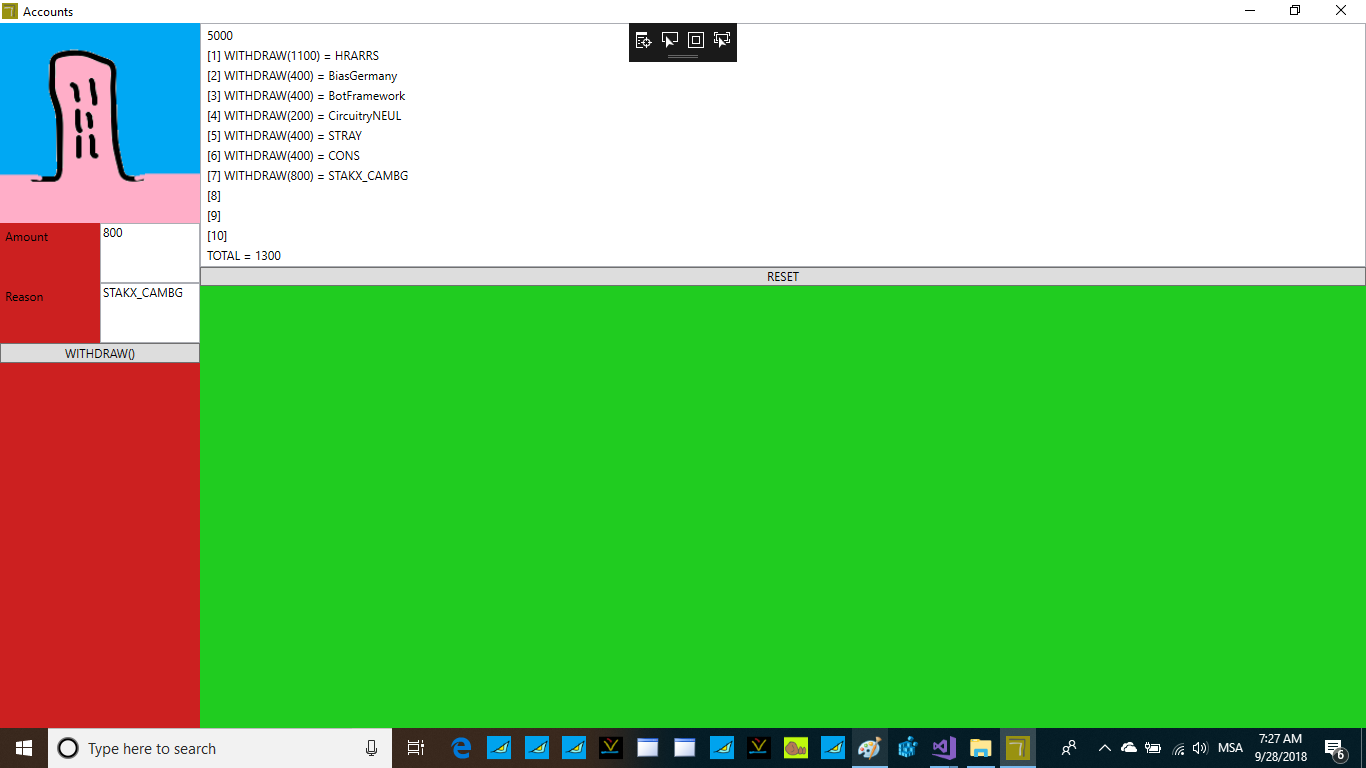 Accounts
5000
[1] WITHDRAW(1100) = HRARRS
[2] WITHDRAW(400) = BiasGermany
[3] WITHDRAW(400) = BotFramework
[4] WITHDRAW(200) = CircuitryNEUL
[5] WITHDRAW(400) = STRAY
[6] WITHDRAW(400) = CONS
[7] WITHDRAW(800) = STAKX_CAMBG
[8]
[9]
[10]
TOTAL = 1300
RESET
Amount
800
Reason
STAKX_CAMBG
WITHDRAW()
Type here to search
MSA
7:27 AM
9/28/2018
6